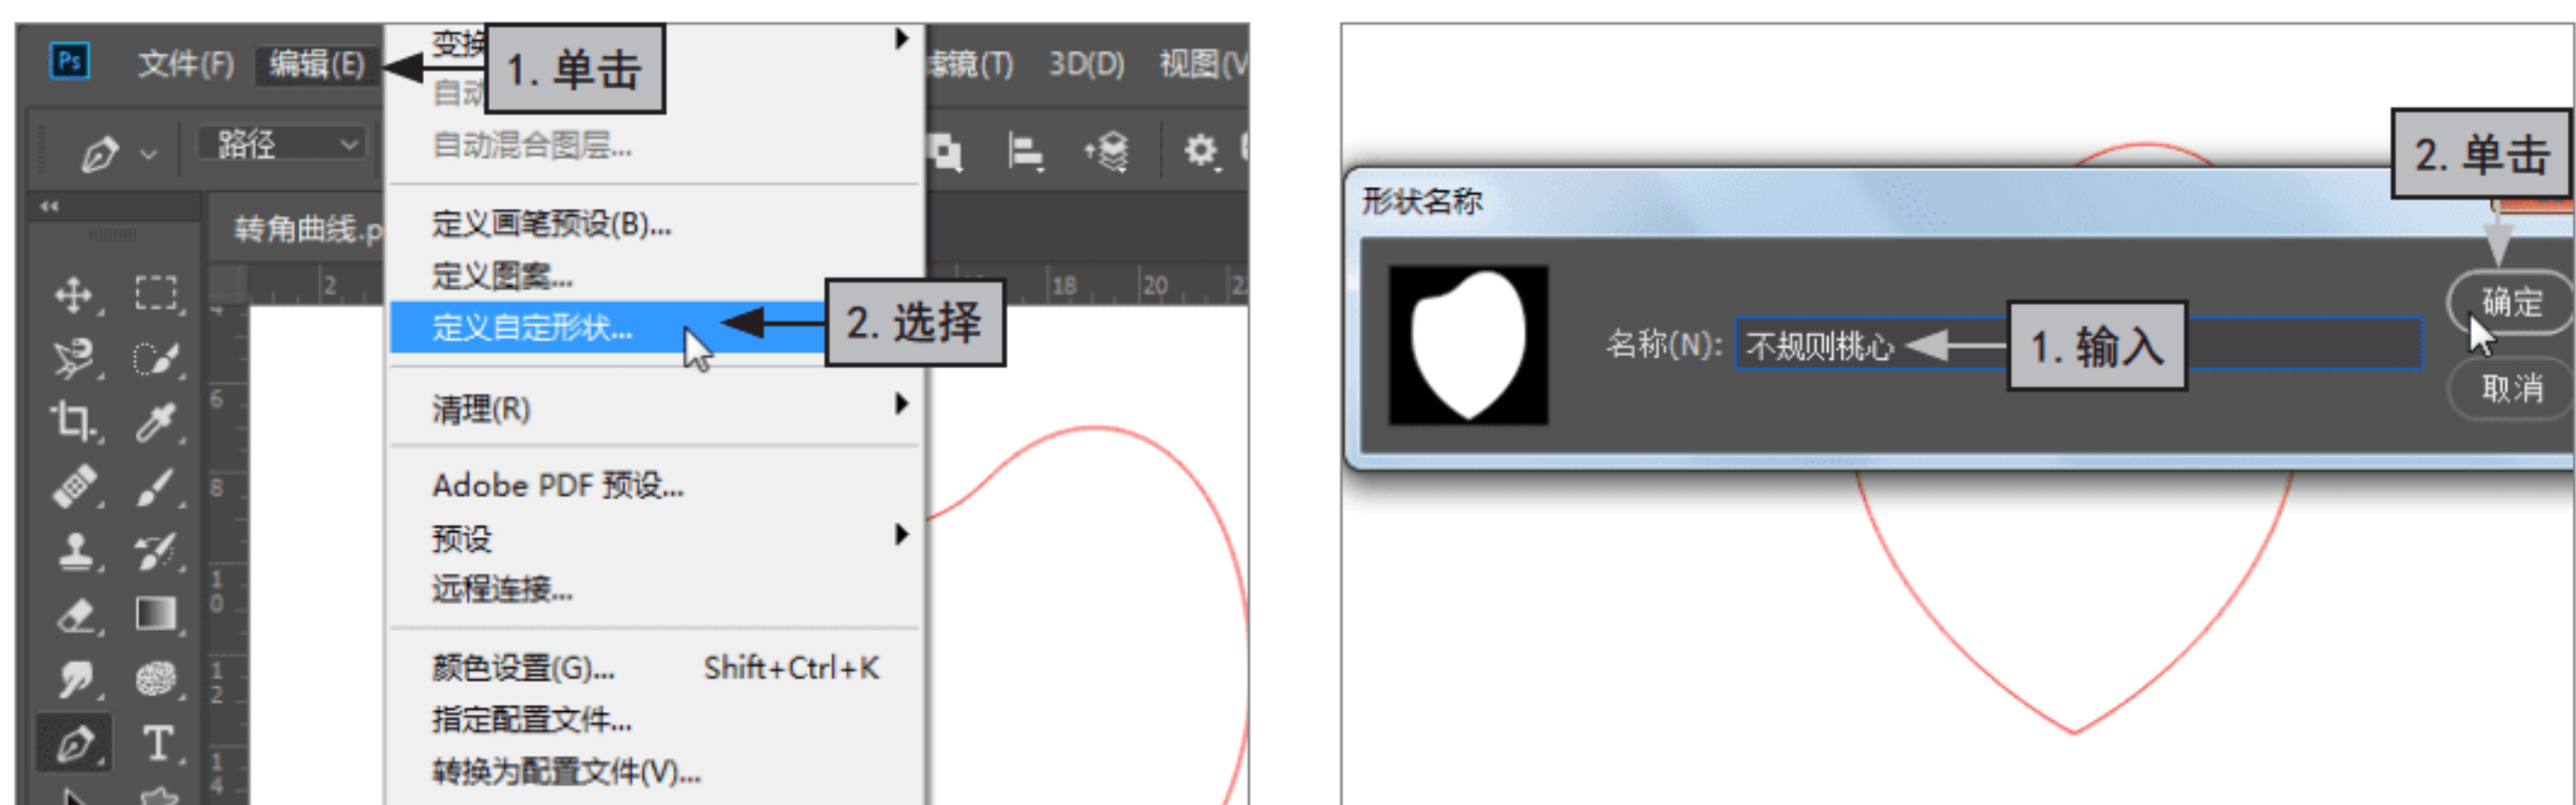 Ps 文件(F) 编辑(E) 变换 1. 单击 滤镜(T) 3D(D) 视图(V
自动
路径
自动混合图层...
转角曲线.p
定义画笔预设(B)...
定义图案...
2 18 20
定义自定形状...
2. 选择
清理(R)
6
Adobe PDF 预设...
8
预设
远程连接...
10
颜色设置(G)... Shift+Ctrl+K
12
指定配置文件...
T
转换为配置文件(V)...
14
2. 单击
形状名称
确定
名称(N): 不规则桃心
1. 输入
取消